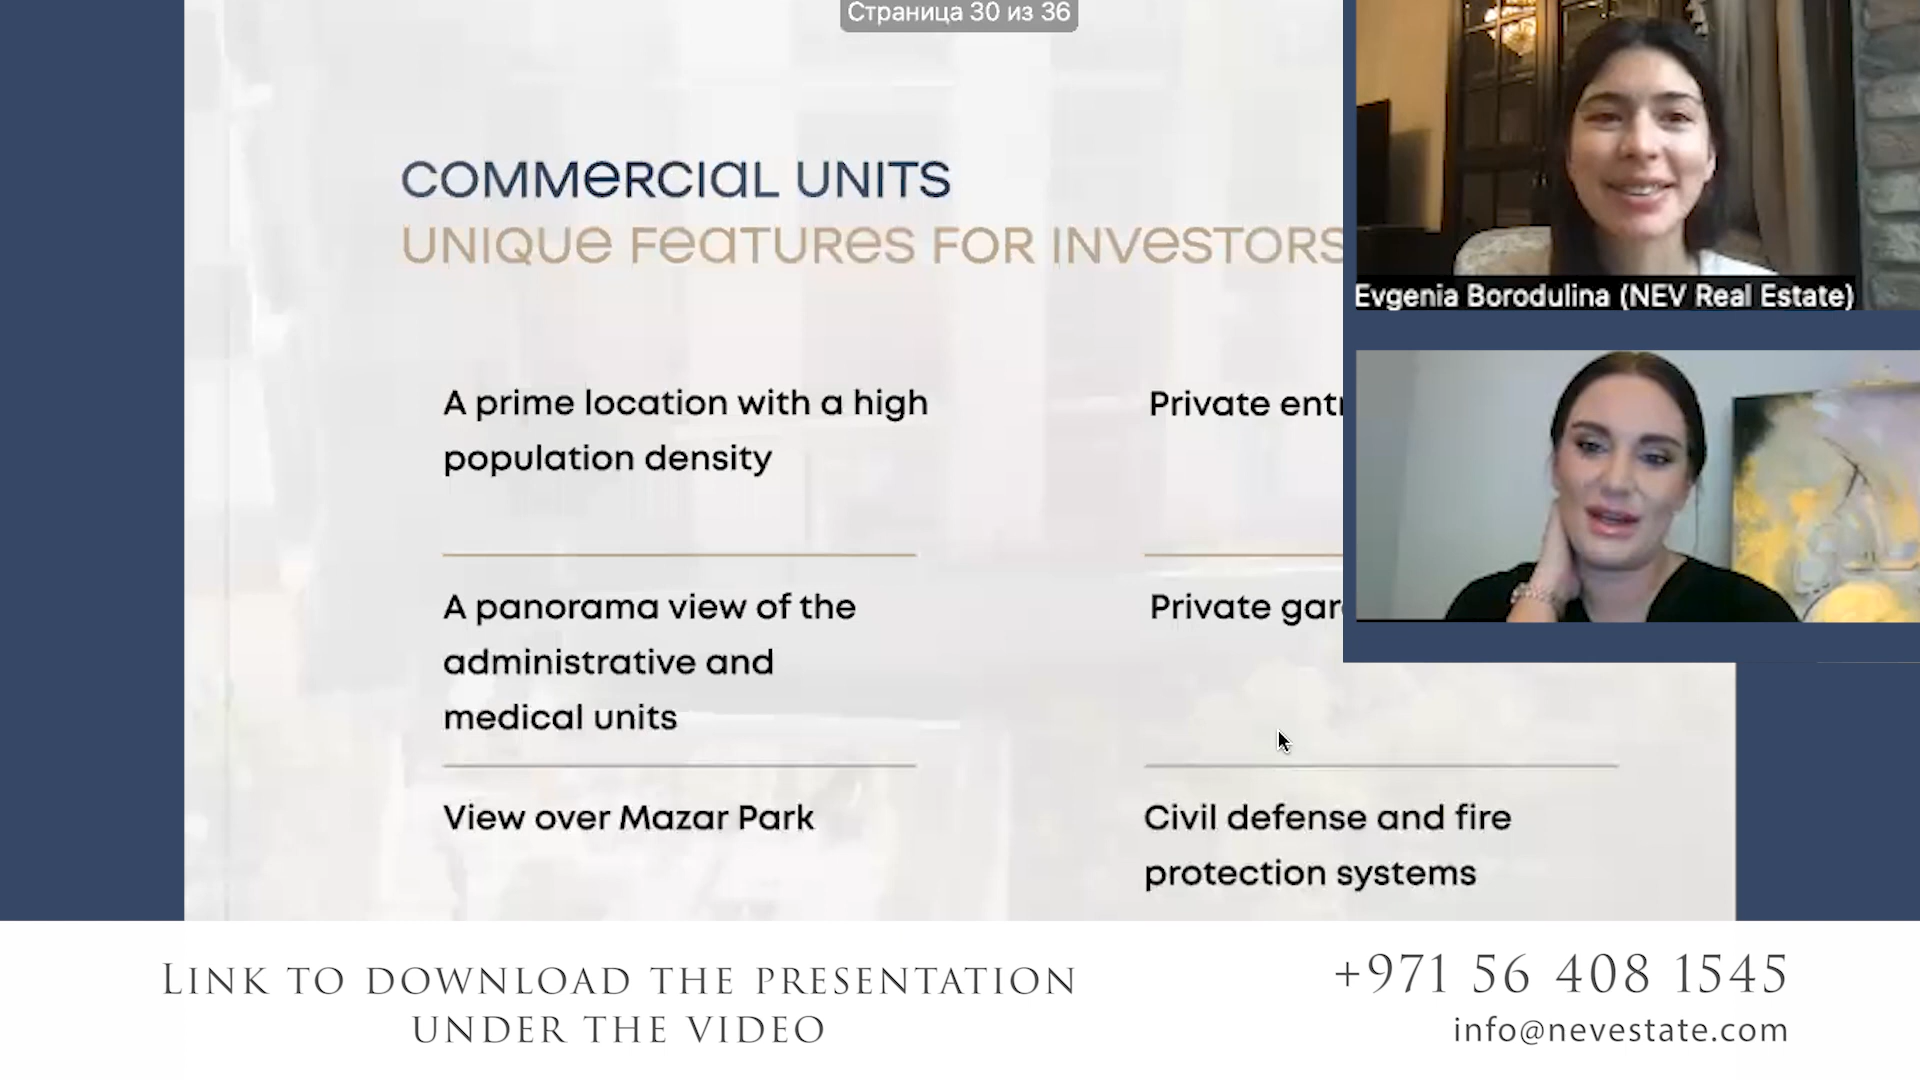 Страница 30 из 36
COMMERCIAL UNITS
UNIQUE FEATURES FOR INVESTORS
A prime location with a high
population density
Private
A panorama view of the
administrative and
medical units
Private
View over Mazar Park
Civil defense and fire
protection systems
Evgenia Borodulina (NEV Real Estate)
LINK TO DOWNLOAD THE PRESENTATION
UNDER THE VIDEO
+971 56 408 1545
info@nevestate.com